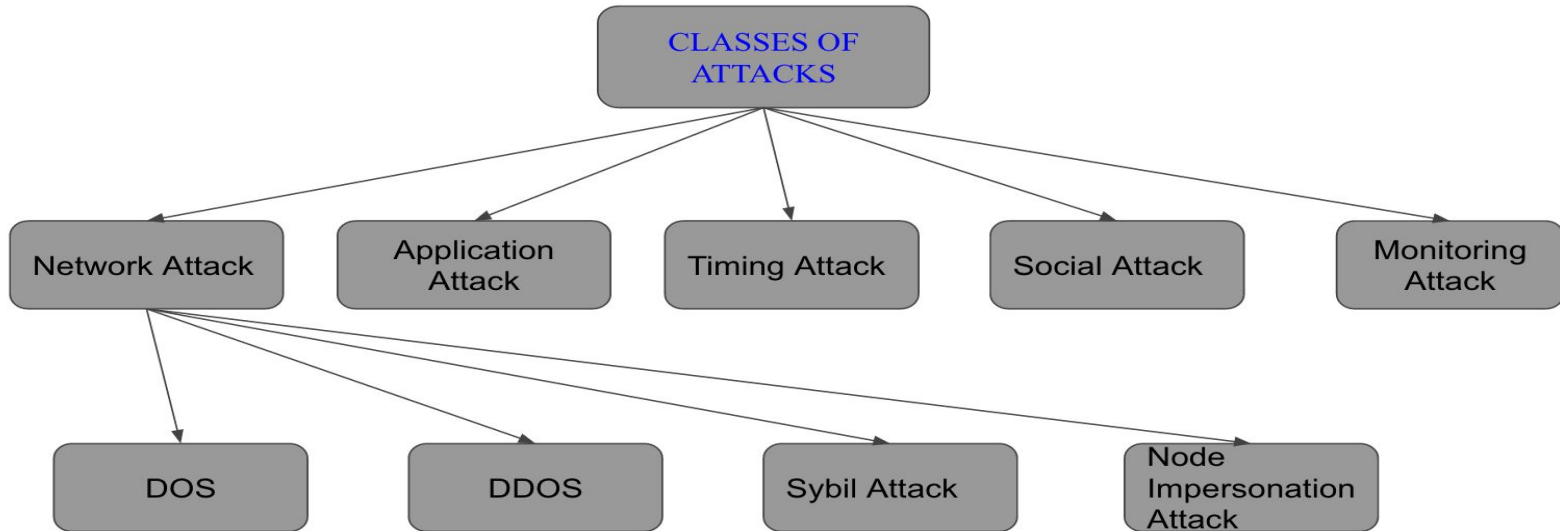 CLASSES OF
ATTACKS
Network Attack
Application
Attack
Timing Attack
Social Attack
Monitoring
Attack
DOS
DDOS
Sybil Attack
Node
Impersonation
Attack